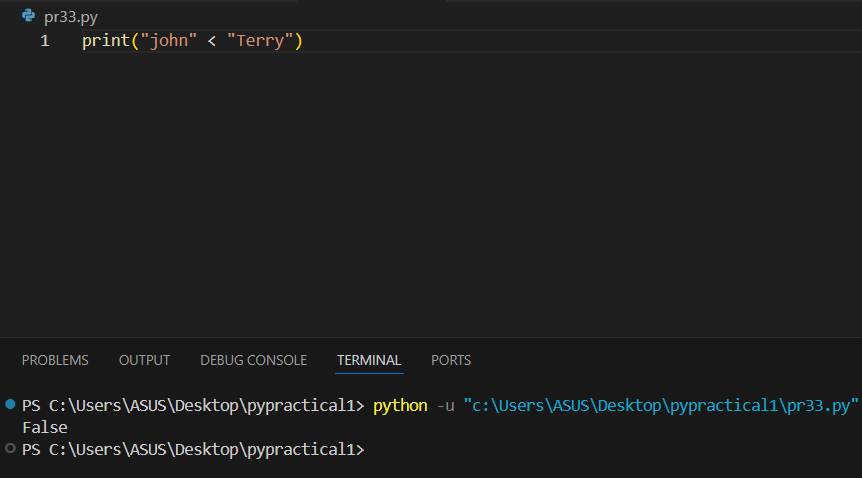 pr33.py
1 print("john" < "Terry")
PROBLEMS OUTPUT DEBUG CONSOLE TERMINAL PORTS
PS C:\Users\ASUS\Desktop\pypractical1> python -u "c:\Users\ASUS\Desktop\pypractical1\pr33.py"
False
PS C:\Users\ASUS\Desktop\pypractical1>